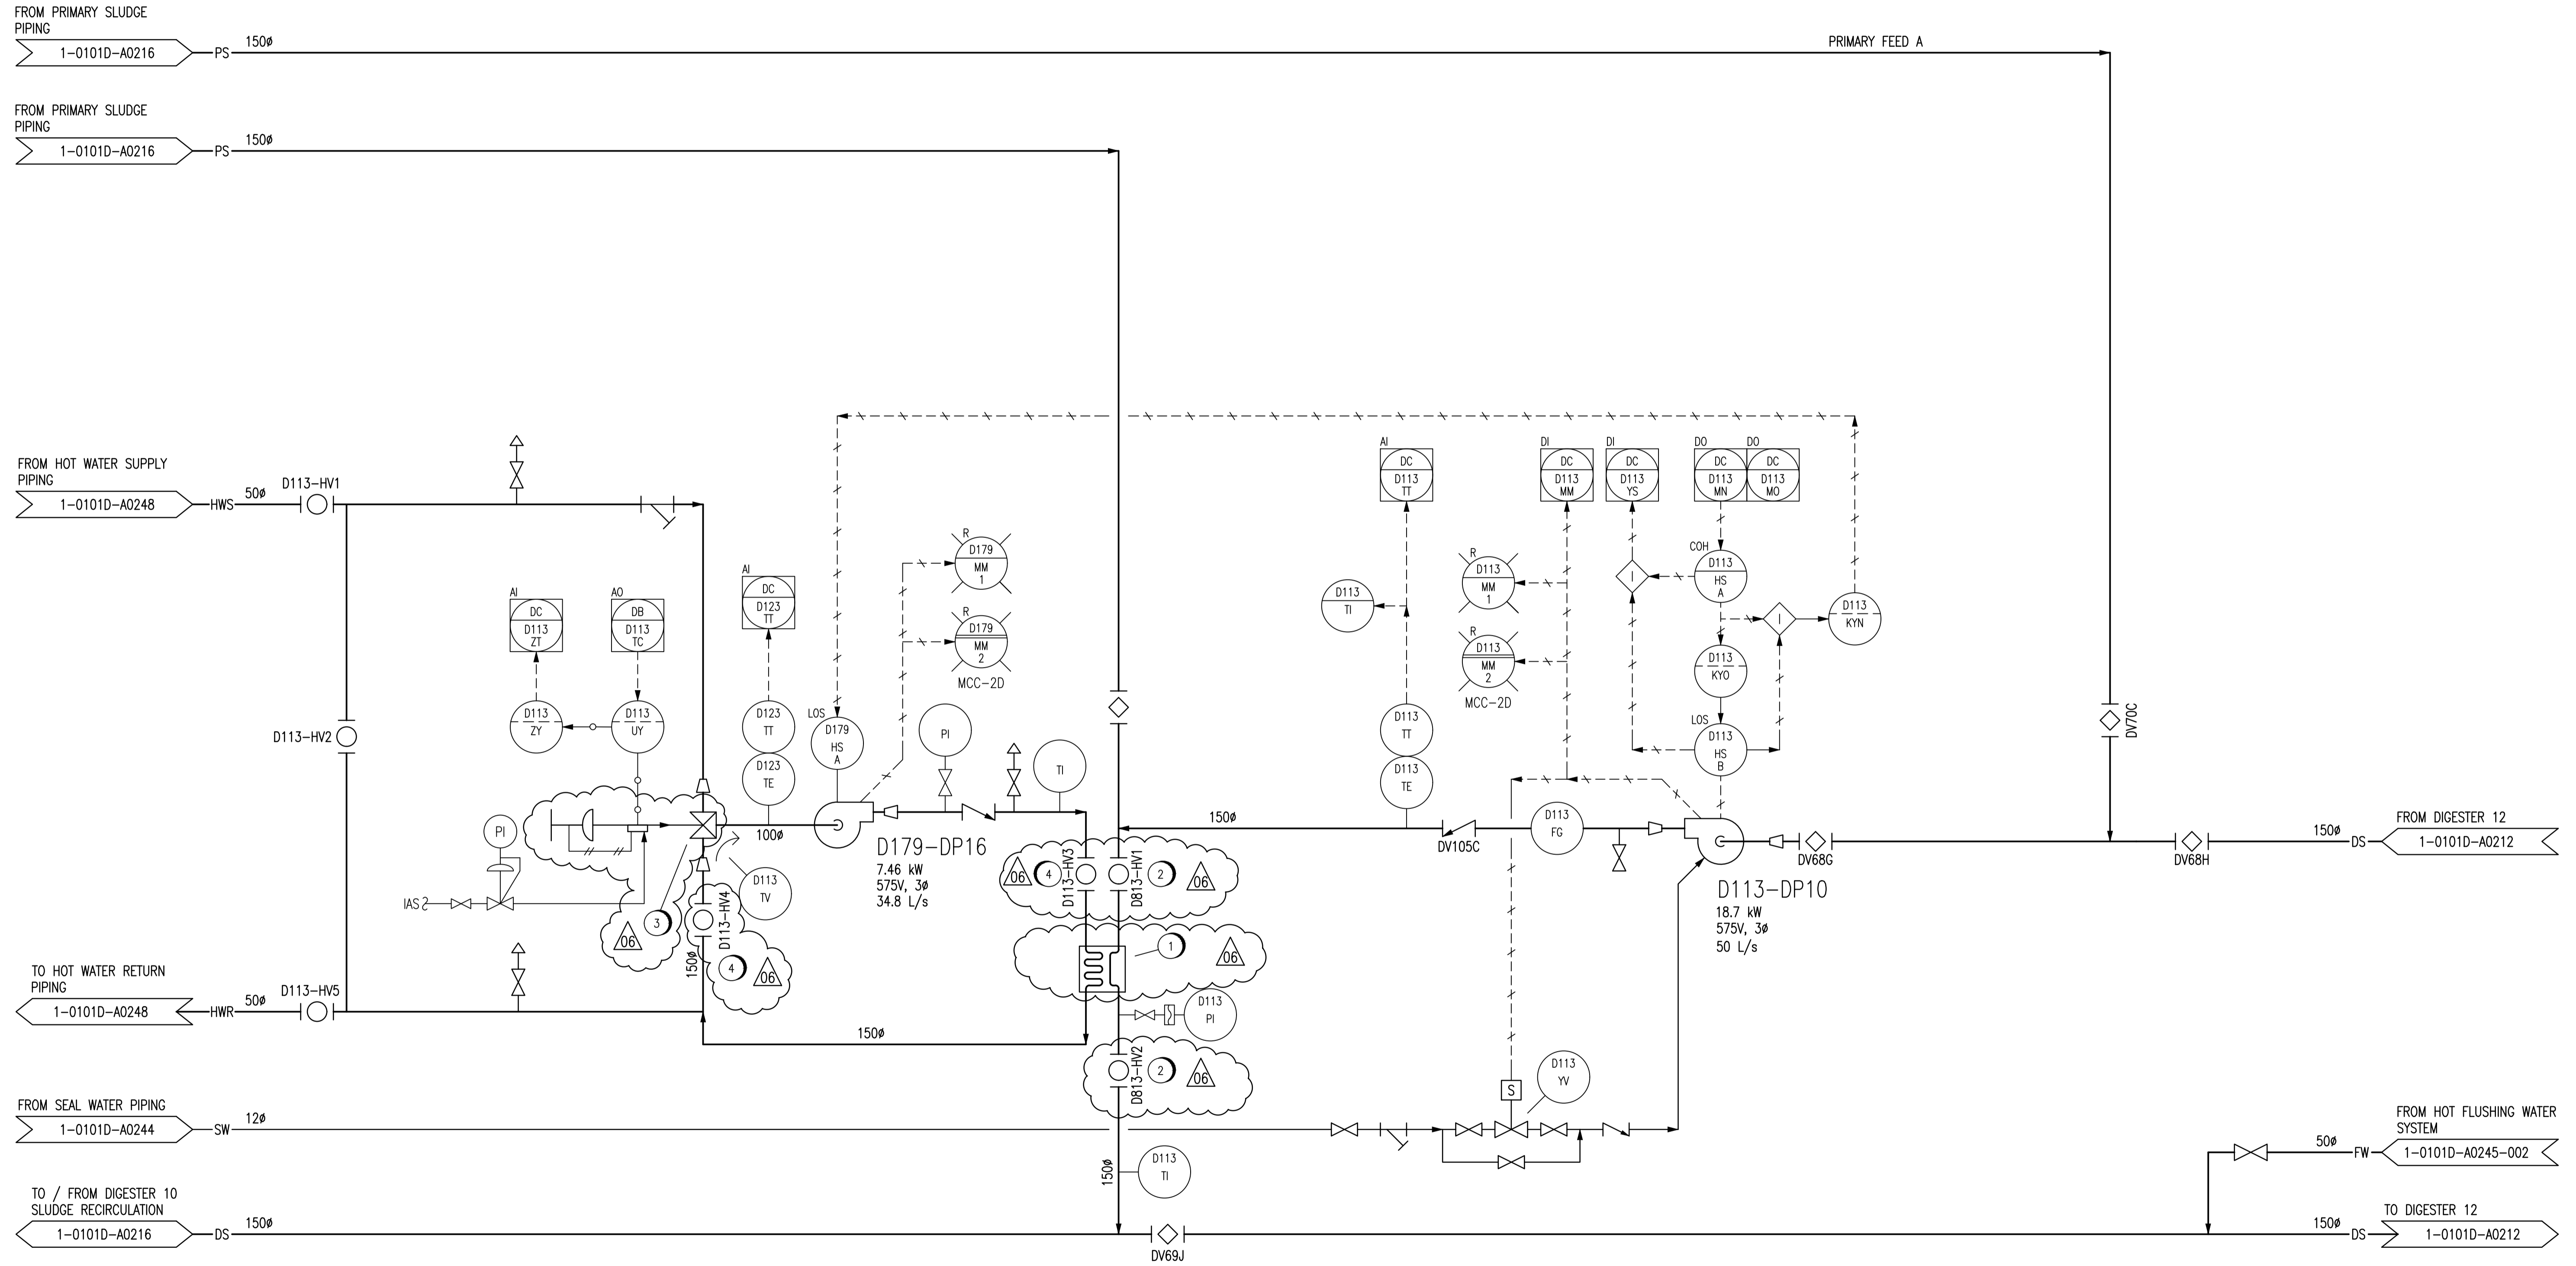 FROM PRIMARY SLUDGE
PIPING
1-0101D-A0216
PS
150ø
PRIMARY FEED A
FROM PRIMARY SLUDGE
PIPING
1-0101D-A0216
PS
150ø
FROM HOT WATER SUPPLY
PIPING
1-0101D-A0248
HWS
50ø
D113-HV1
D113-HV2
AI
DC
D113
ZT
AO
DB
D113
TC
D113
ZY
D113
UY
AI
DC
D123
TT
D123
TT
D123
TE
LOS
D179
HS
A
R
D179
MM
1
R
D179
MM
2
MCC-2D
PI
TI
PI
IAS
100ø
D113
TV
D179-DP16
7.46 kW
575V, 3ø
34.8 L/s
3
06
D113-HV4
150ø
4
06
06
4
D113-HV3
D813-HV1
2
06
1
06
D113
PI
D813-HV2
2
06
AI
DC
D113
TT
D113
TI
D113
TT
D113
TE
DI
DC
D113
MM
DI
DC
D113
YS
DO
DC
D113
MN
DO
DC
D113
MO
R
D113
MM
1
R
D113
MM
2
MCC-2D
COH
D113
HS
A
I
I
D113
KYN
D113
KYO
LOS
D113
HS
B
150ø
DV105C
D113
FG
D113-DP10
18.7 kW
575V, 3ø
50 L/s
DV68G
DV70C
DV68H
FROM DIGESTER 12
150ø
DS
1-0101D-A0212
TO HOT WATER RETURN
PIPING
1-0101D-A0248
HWR
50ø
D113-HV5
150ø
FROM SEAL WATER PIPING
1-0101D-A0244
SW
12ø
S
D113
YV
150ø
D113
TI
FROM HOT FLUSHING WATER
SYSTEM
50ø
FW
1-0101D-A0245-002
TO / FROM DIGESTER 10
SLUDGE RECIRCULATION
1-0101D-A0216
DS
150ø
DV69J
TO DIGESTER 12
150ø
DS
1-0101D-A0212